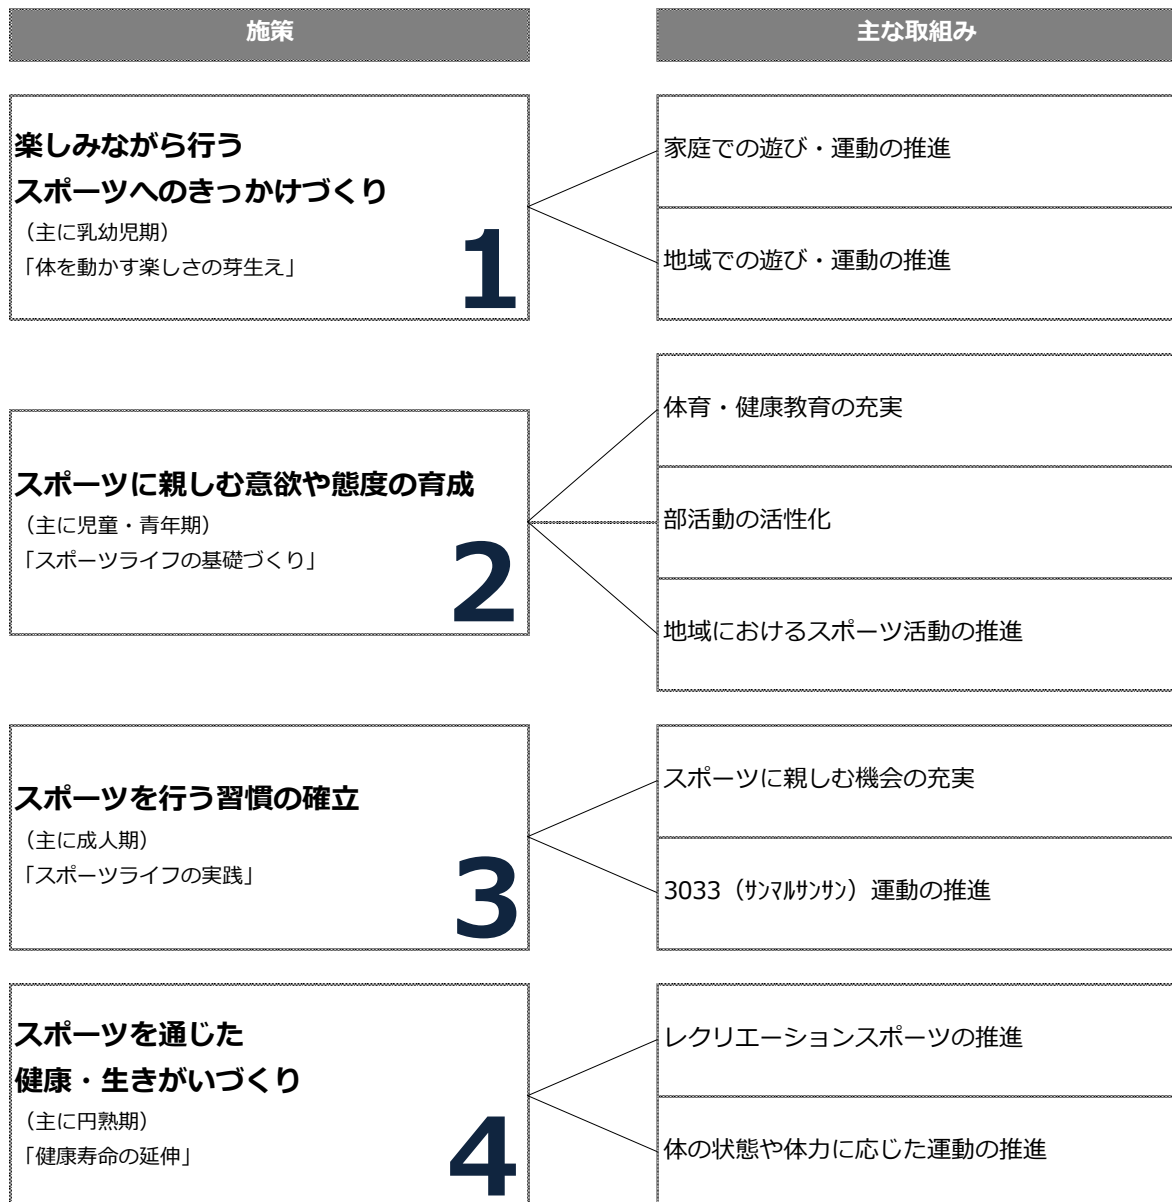 施策
主な取組み
楽しみながら行う
スポーツへのきっかけづくり
（主に乳幼児期）
「体を動かす楽しさの芽生え」
1
家庭での遊び・運動の推進
地域での遊び・運動の推進
スポーツに親しむ意欲や態度の育成
（主に児童・青年期）
「スポーツライフの基礎づくり」
2
体育・健康教育の充実
部活動の活性化
地域におけるスポーツ活動の推進
スポーツを行う習慣の確立
（主に成人期）
「スポーツライフの実践」
3
スポーツに親しむ機会の充実
3033（ｻﾝﾏﾙｻﾝｻﾝ）運動の推進
スポーツを通じた
健康・生きがいづくり
（主に円熟期）
「健康寿命の延伸」
4
レクリエーションスポーツの推進
体の状態や体力に応じた運動の推進